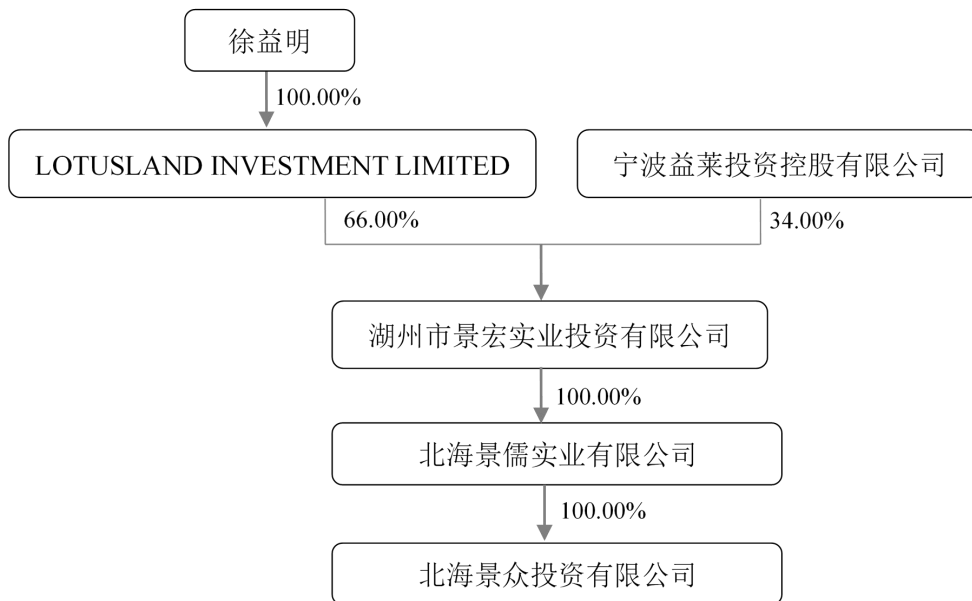 徐益明
100.00%
LOTUSLAND INVESTMENT LIMITED
宁波益莱投资控股有限公司
66.00%
34.00%
湖州市景宏实业投资有限公司
100.00%
北海景儒实业有限公司
100.00%
北海景众投资有限公司